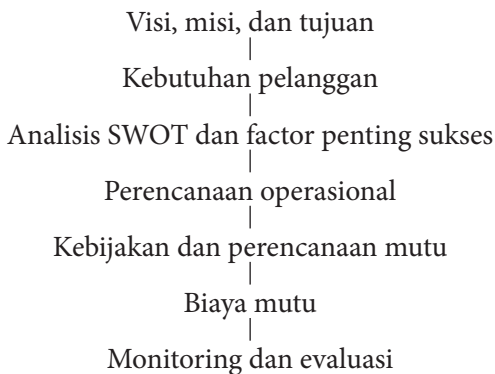 Visi, misi, dan tujuan
Kebutuhan pelanggan
Analisis SWOT dan factor penting sukses
Perencanaan operasional
Kebijakan dan perencanaan mutu
Biaya mutu
Monitoring dan evaluasi